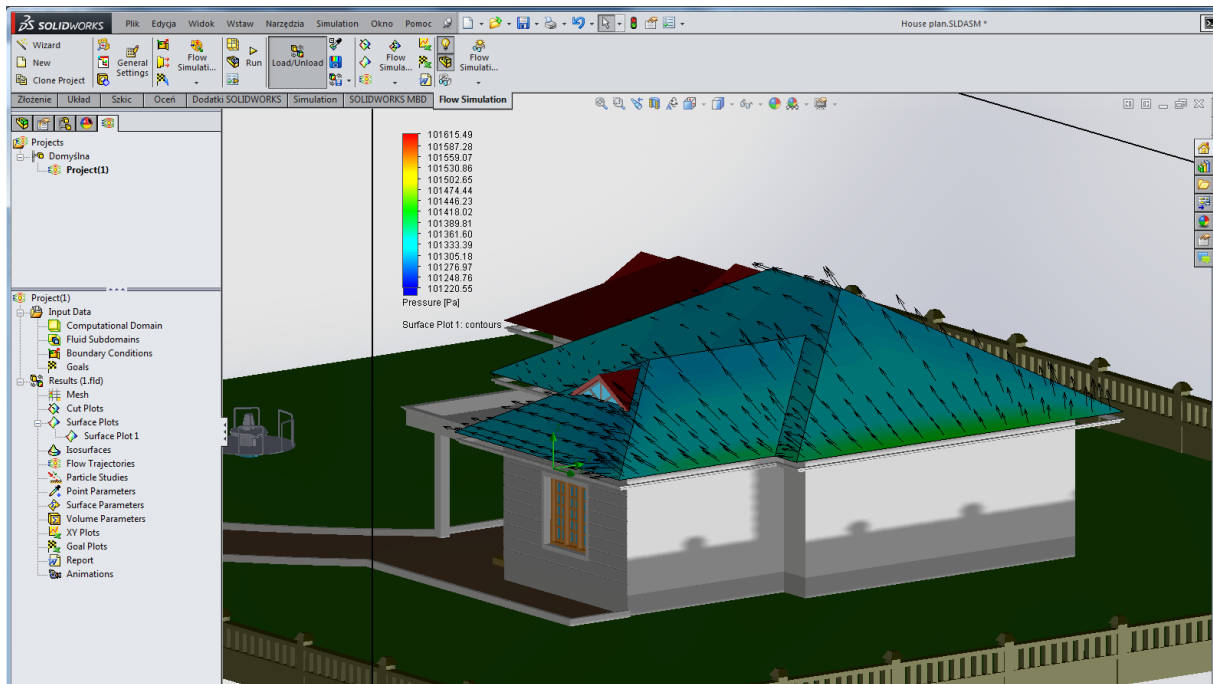 SOLIDWORKS Plik Edycja Widok Wstaw Narzędzia Simulation Okno Pomoc House plan.SLDASM *
Wizard
New
Clone Project
General
Settings
Flow
Simulati...
Run
Load/Unload
Flow
Simula...
Flow
Simulati...
Złożenie Układ Szkic Oceń Dodatki SOLIDWORKS Simulation SOLIDWORKS MBD Flow Simulation
Projects
Domyślna
Project(1)
Project(1)
Input Data
Computational Domain
Fluid Subdomains
Boundary Conditions
Goals
Results (1.fld)
Mesh
Cut Plots
Surface Plots
Surface Plot 1
Isosurfaces
Flow Trajectories
Particle Studies
Point Parameters
Surface Parameters
Volume Parameters
XY Plots
Goal Plots
Report
Animations
101615.49
101587.28
101559.07
101530.86
101502.65
101474.44
101446.23
101418.02
101389.81
101361.60
101333.39
101305.18
101276.97
101248.76
101220.55
Pressure [Pa]
Surface Plot 1: contours